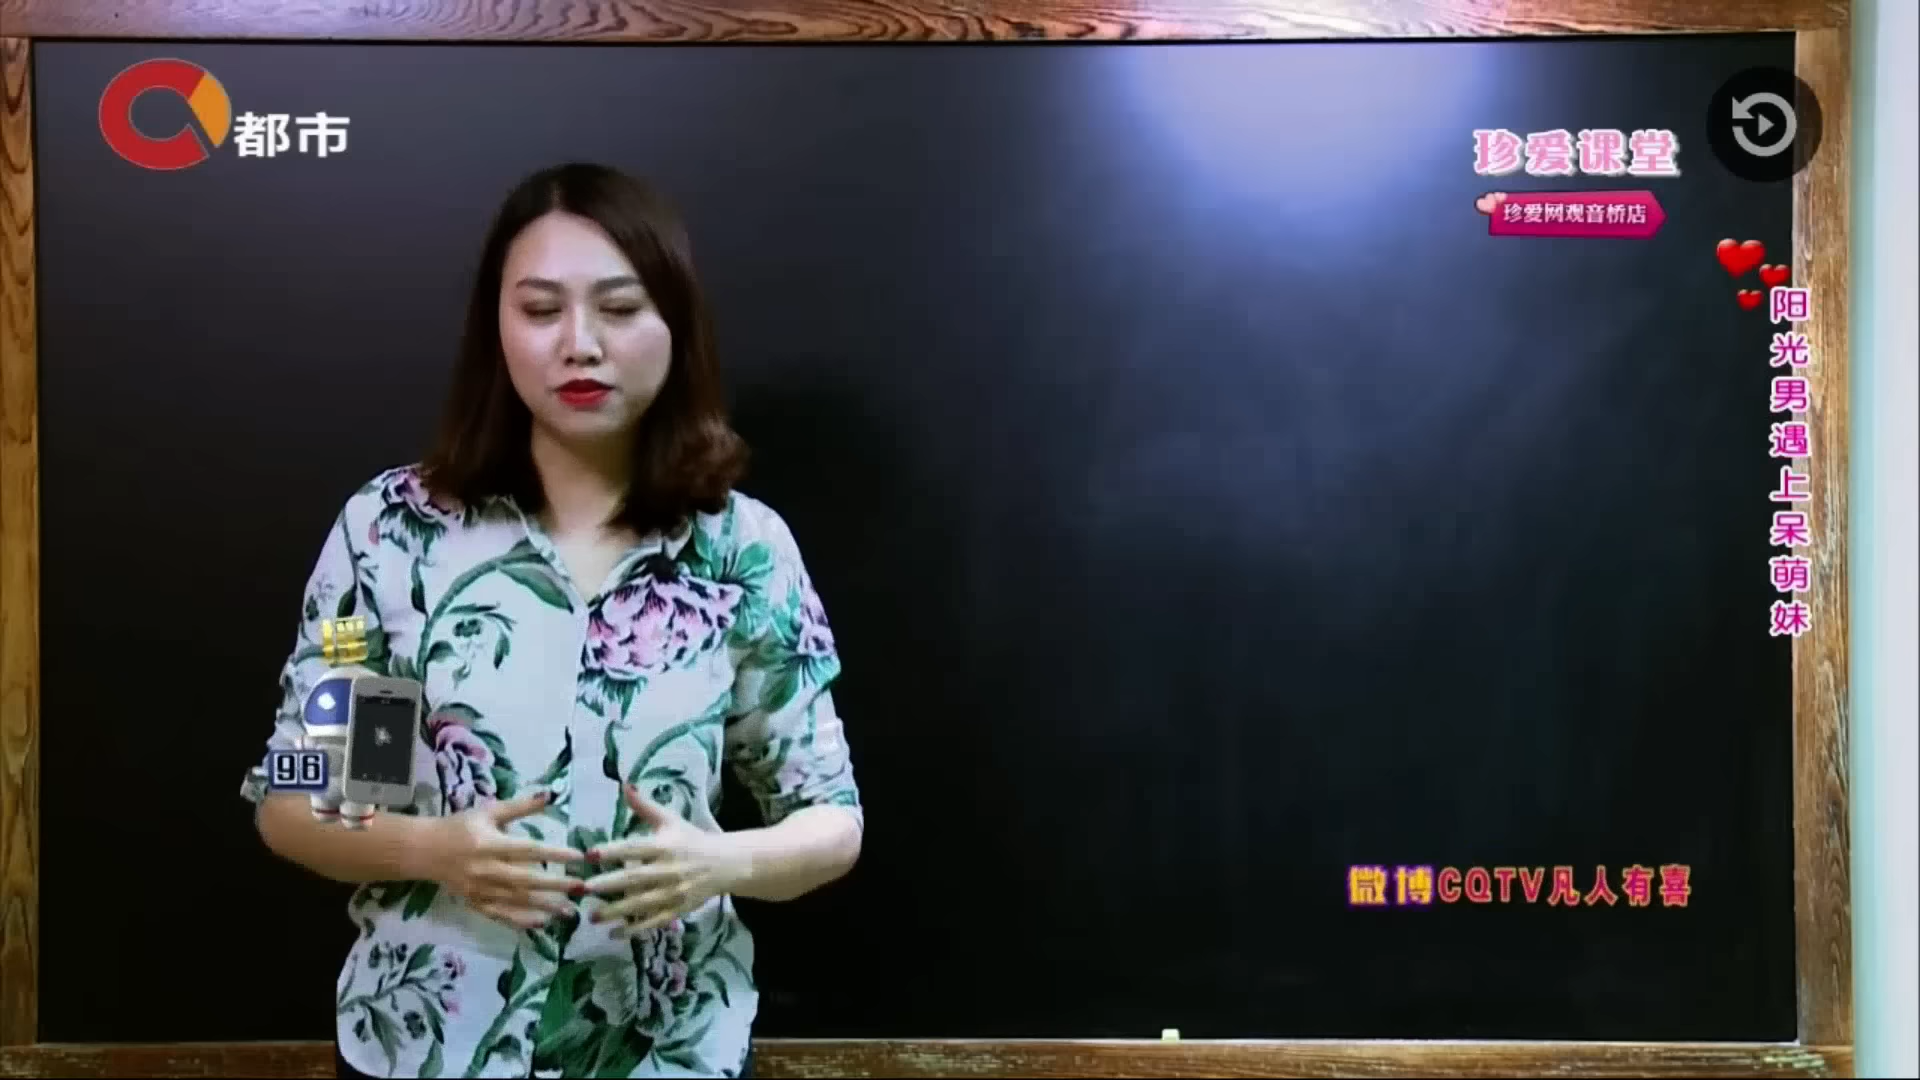 都市
珍爱课堂
珍爱网观音桥店
阳光男遇上呆萌妹
96
微博CQTV凡人有喜